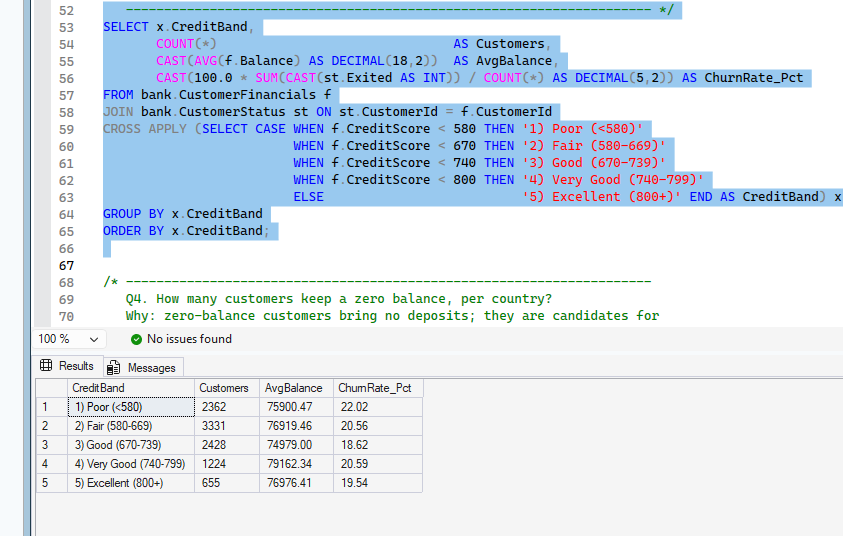 52 ---------------------------------------------------------------------- */
53 SELECT x.CreditBand,
54 COUNT(*) AS Customers,
55 CAST(AVG(f.Balance) AS DECIMAL(18,2)) AS AvgBalance,
56 CAST(100.0 * SUM(CAST(st.Exited AS INT)) / COUNT(*) AS DECIMAL(5,2)) AS ChurnRate_Pct
57 FROM bank.CustomerFinancials f
58 JOIN bank.CustomerStatus st ON st.CustomerId = f.CustomerId
59 CROSS APPLY (SELECT CASE WHEN f.CreditScore < 580 THEN '1) Poor (<580)'
60 WHEN f.CreditScore < 670 THEN '2) Fair (580-669)'
61 WHEN f.CreditScore < 740 THEN '3) Good (670-739)'
62 WHEN f.CreditScore < 800 THEN '4) Very Good (740-799)'
63 ELSE '5) Excellent (800+)' END AS CreditBand) x
64 GROUP BY x.CreditBand
65 ORDER BY x.CreditBand;
66
67
68 /* ----------------------------------------------------------------------
69 Q4. How many customers keep a zero balance, per country?
70 Why: zero-balance customers bring no deposits; they are candidates for
100 % No issues found
Results Messages
CreditBand Customers AvgBalance ChurnRate_Pct
1 1) Poor (<580) 2362 75900.47 22.02
2 2) Fair (580-669) 3331 76919.46 20.56
3 3) Good (670-739) 2428 74979.00 18.62
4 4) Very Good (740-799) 1224 79162.34 20.59
5 5) Excellent (800+) 655 76976.41 19.54